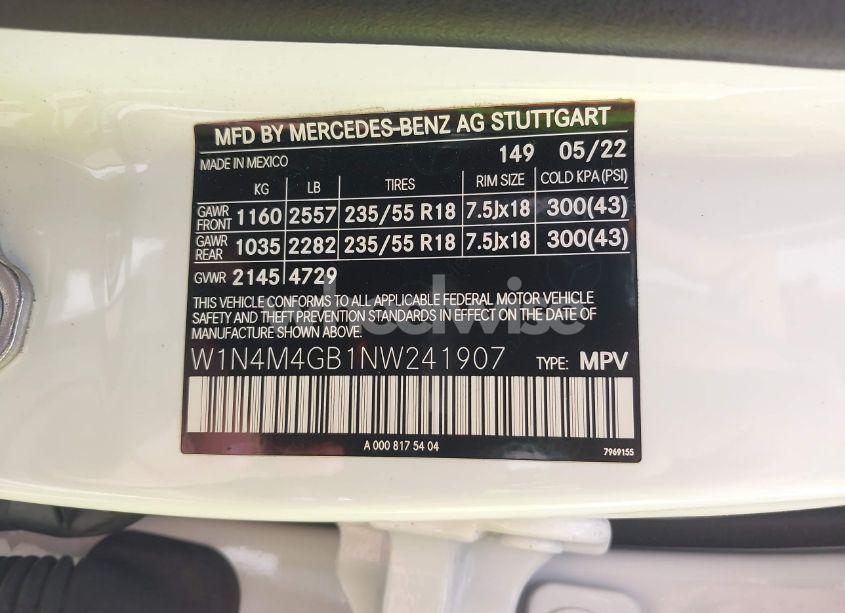 MFD BY MERCEDES-BENZ AG STUTTGART
MADE IN MEXICO 149 05/22
KG LB TIRES RIM SIZE COLD KPA (PSI)
GAWR FRONT 1160 2557 235/55 R18 7.5Jx18 300(43)
GAWR REAR 1035 2282 235/55 R18 7.5Jx18 300(43)
GVWR 2145 4729
THIS VEHICLE CONFORMS TO ALL APPLICABLE FEDERAL MOTOR VEHICLE
SAFETY AND THEFT PREVENTION STANDARDS IN EFFECT ON THE DATE OF
MANUFACTURE SHOWN ABOVE.
W1N4M4GB1NW241907 TYPE: MPV
A 000 817 54 04
7969155